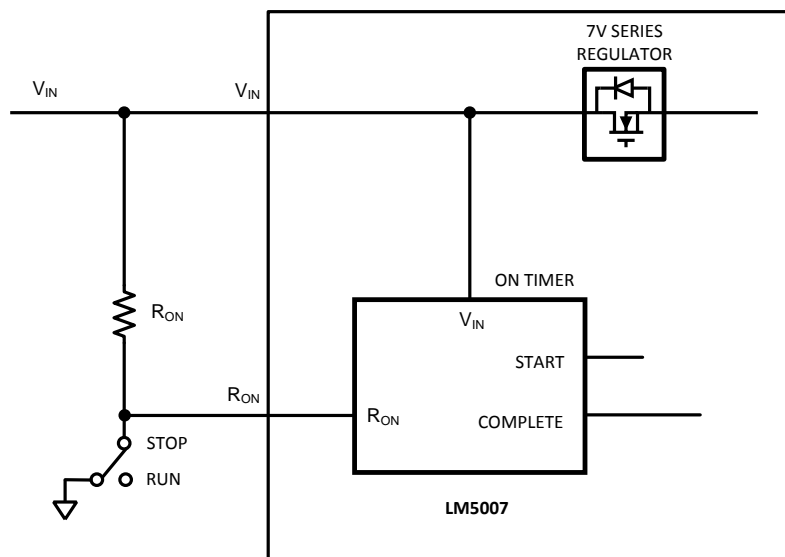 7V SERIES
REGULATOR
VIN
VIN
ON TIMER
VIN
RON
START
RON
RON
COMPLETE
STOP
RUN
LM5007